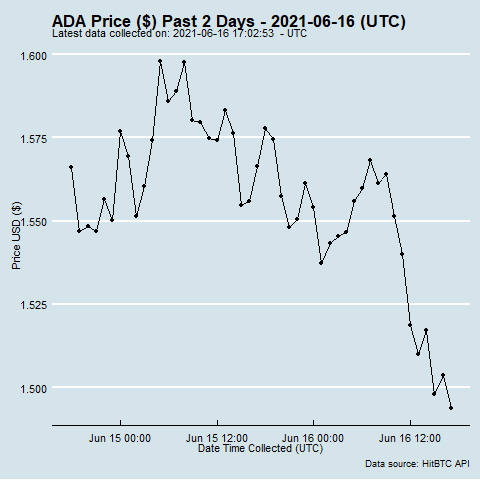 ADA Price ($) Past 2 Days - 2021-06-16 (UTC)
Latest data collected on: 2021-06-16 17:02:53  - UTC
1.600
1.575
1.550
1.525
1.500
Price USD ($)
Jun 15 00:00 Jun 15 12:00 Jun 16 00:00 Jun 16 12:00
Date Time Collected (UTC)
Data source: HitBTC API